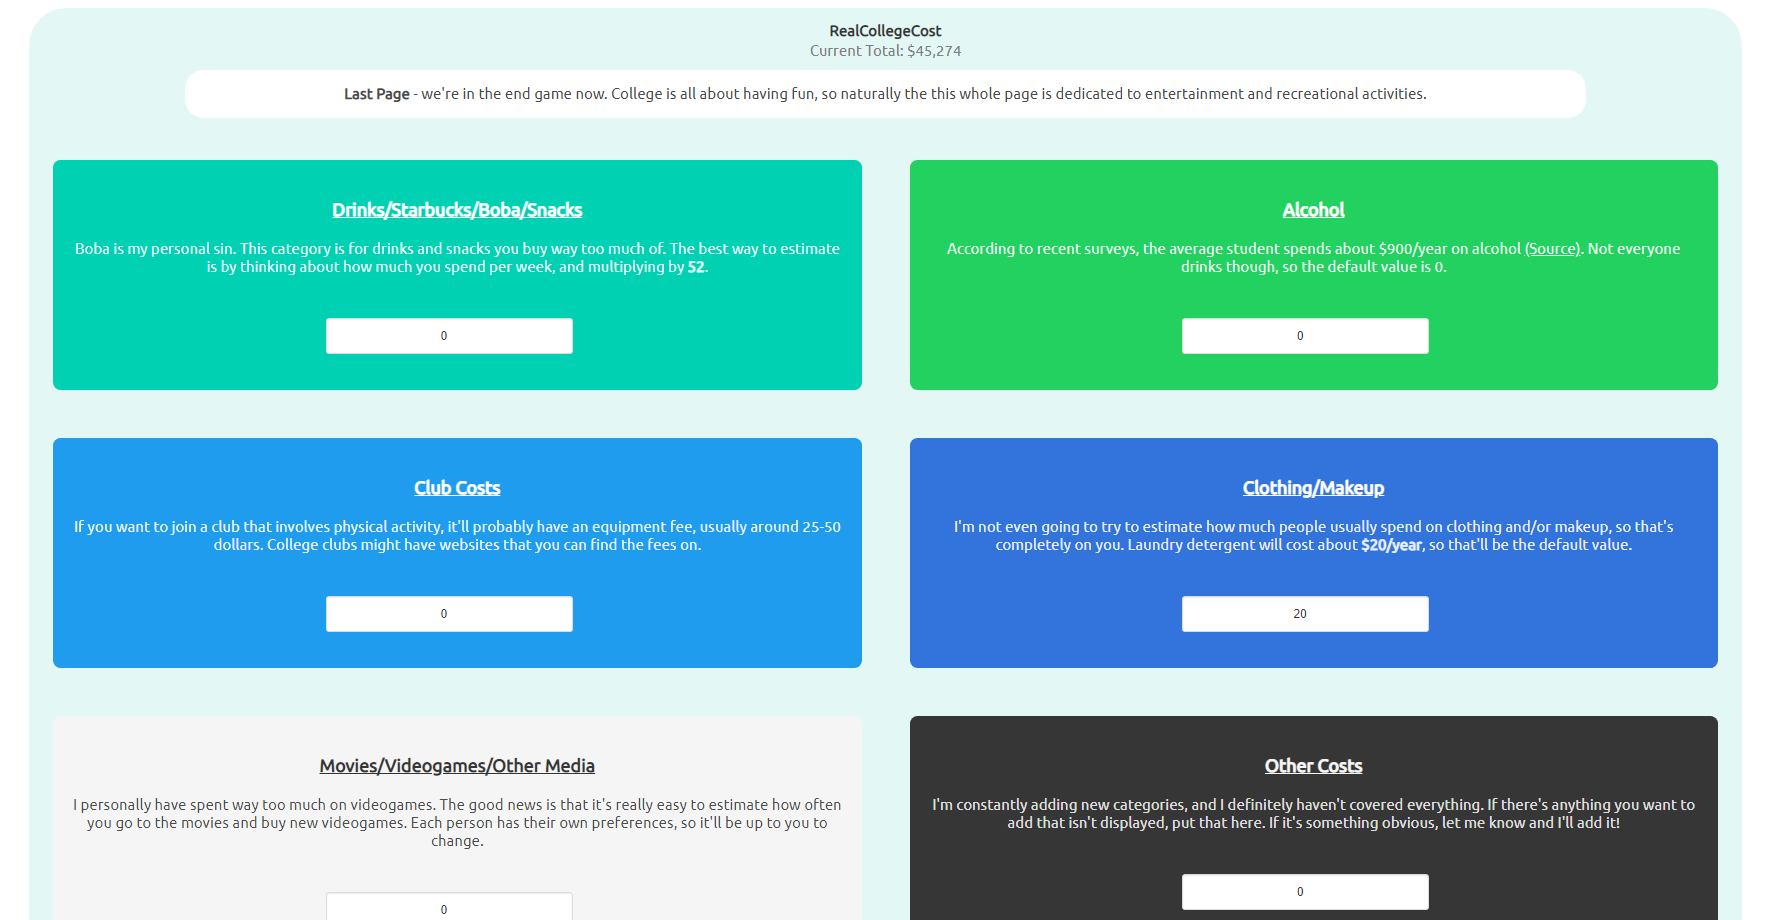 RealCollegeCost
Current Total: $45,274
Last Page - we're in the end game now. College is all about having fun, so naturally the this whole page is dedicated to entertainment and recreational activities.
Drinks/Starbucks/Boba/Snacks
Boba is my personal sin. This category is for drinks and snacks you buy way too much of. The best way to estimate
is by thinking about how much you spend per week, and multiplying by 52.
0
Alcohol
According to recent surveys, the average student spends about $900/year on alcohol (Source). Not everyone
drinks though, so the default value is 0.
0
Club Costs
If you want to join a club that involves physical activity, it'll probably have an equipment fee, usually around 25-50
dollars. College clubs might have websites that you can find the fees on.
0
Clothing/Makeup
I'm not even going to try to estimate how much people usually spend on clothing and/or makeup, so that's
completely on you. Laundry detergent will cost about $20/year, so that'll be the default value.
20
Movies/Videogames/Other Media
I personally have spent way too much on videogames. The good news is that it's really easy to estimate how often
you go to the movies and buy new videogames. Each person has their own preferences, so it'll be up to you to
change.
0
Other Costs
I'm constantly adding new categories, and I definitely haven't covered everything. If there's anything you want to
add that isn't displayed, put that here. If it's something obvious, let me know and I'll add it!
0